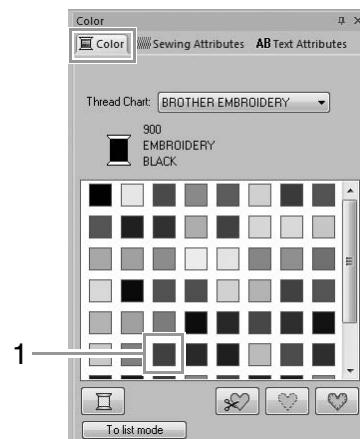 Color
Color Sewing Attributes AB Text Attributes
Thread Chart: BROTHER EMBROIDERY
900
EMBROIDERY
BLACK
1
To list mode